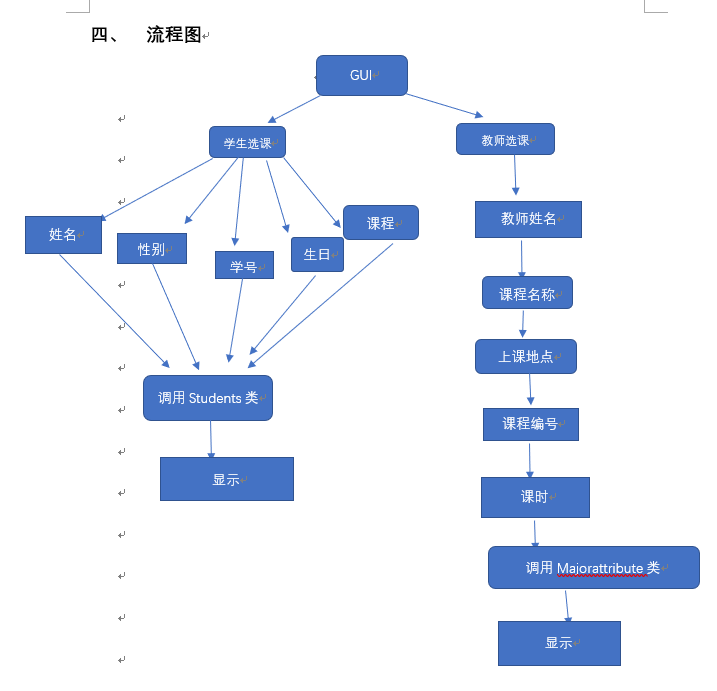 四、 流程图
GUI
学生选课
教师选课
姓名
性别
学号
生日
课程
教师姓名
课程名称
上课地点
调用 Students 类
课程编号
显示
课时
调用 Majorattribute 类
显示